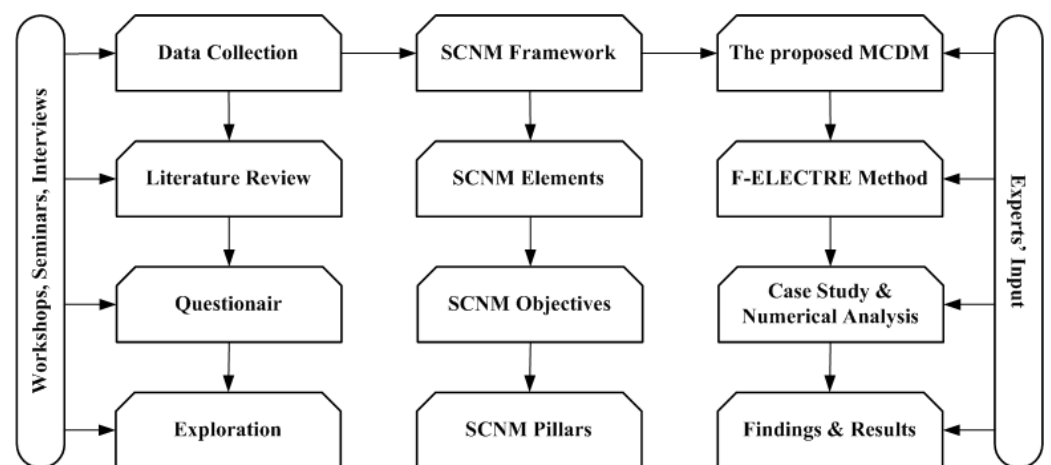 Workshops, Seminars, Interviews
Data Collection
SCNM Framework
The proposed MCDM
Literature Review
SCNM Elements
F-ELECTRE Method
Questionair
SCNM Objectives
Case Study &
Numerical Analysis
Exploration
SCNM Pillars
Findings & Results
Experts’ Input